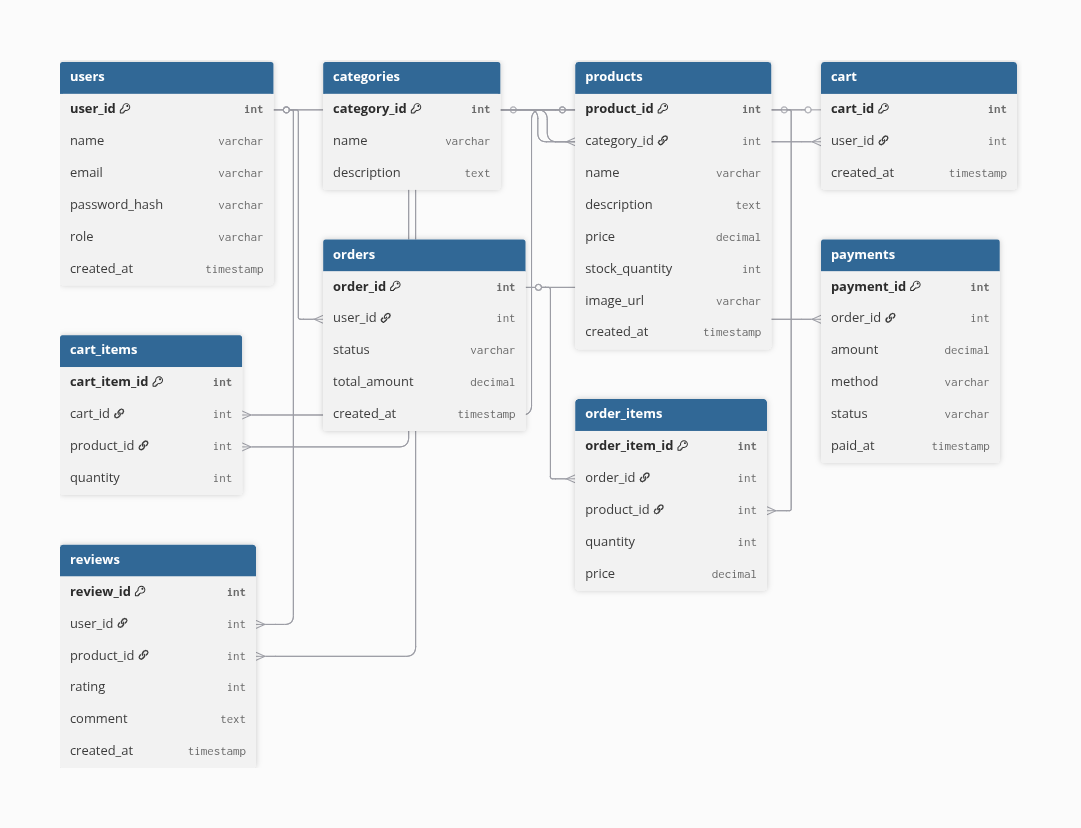 users
user_id int
name varchar
email varchar
password_hash varchar
role varchar
created_at timestamp
categories
category_id int
name varchar
description text
products
product_id int
category_id int
name varchar
description text
price decimal
stock_quantity int
image_url varchar
created_at timestamp
cart
cart_id int
user_id int
created_at timestamp
orders
order_id int
user_id int
status varchar
total_amount decimal
created_at timestamp
payments
payment_id int
order_id int
amount decimal
method varchar
status varchar
paid_at timestamp
cart_items
cart_item_id int
cart_id int
product_id int
quantity int
order_items
order_item_id int
order_id int
product_id int
quantity int
price decimal
reviews
review_id int
user_id int
product_id int
rating int
comment text
created_at timestamp